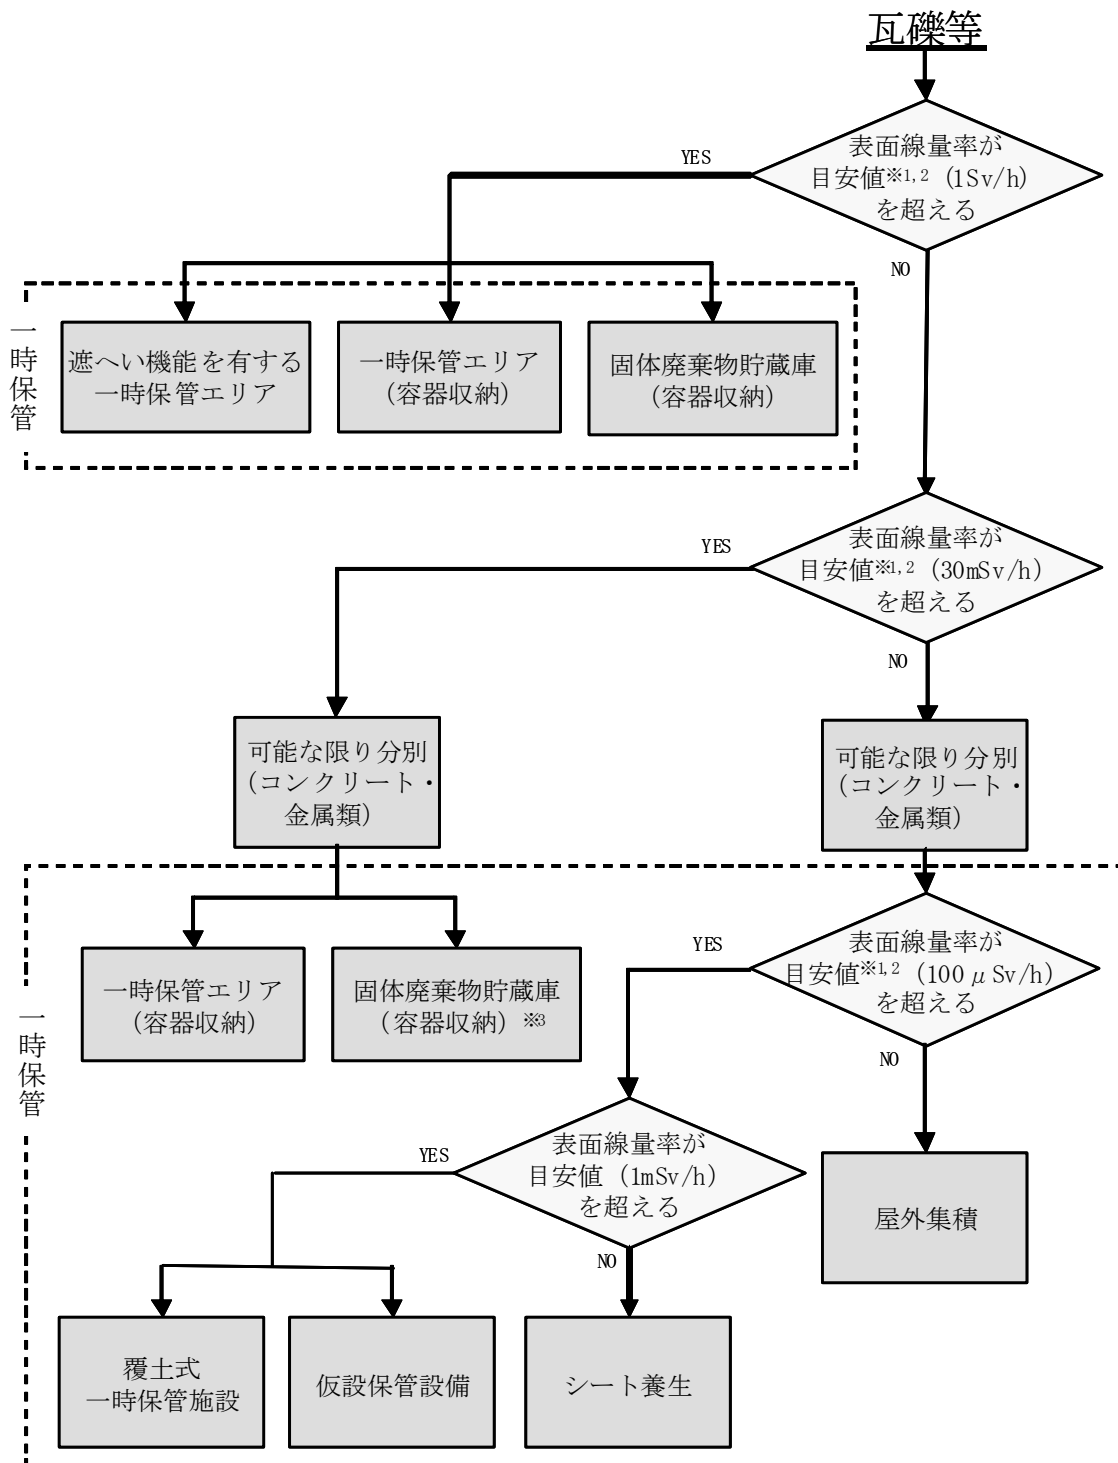 瓦礫等
表面線量率が
目安値※1,2（1Sv/h）
を超える
YES
NO
一時保管
遮へい機能を有する
一時保管エリア
一時保管エリア
（容器収納）
固体廃棄物貯蔵庫
（容器収納）
表面線量率が
目安値※1,2（30mSv/h）
を超える
YES
NO
可能な限り分別
（コンクリート・
金属類）
可能な限り分別
（コンクリート・
金属類）
一時保管
一時保管エリア
（容器収納）
固体廃棄物貯蔵庫
（容器収納）※3
表面線量率が
目安値※1,2（100μSv/h）
を超える
YES
NO
表面線量率が
目安値（1mSv/h）
を超える
YES
NO
屋外集積
覆土式
一時保管施設
仮設保管設備
シート養生